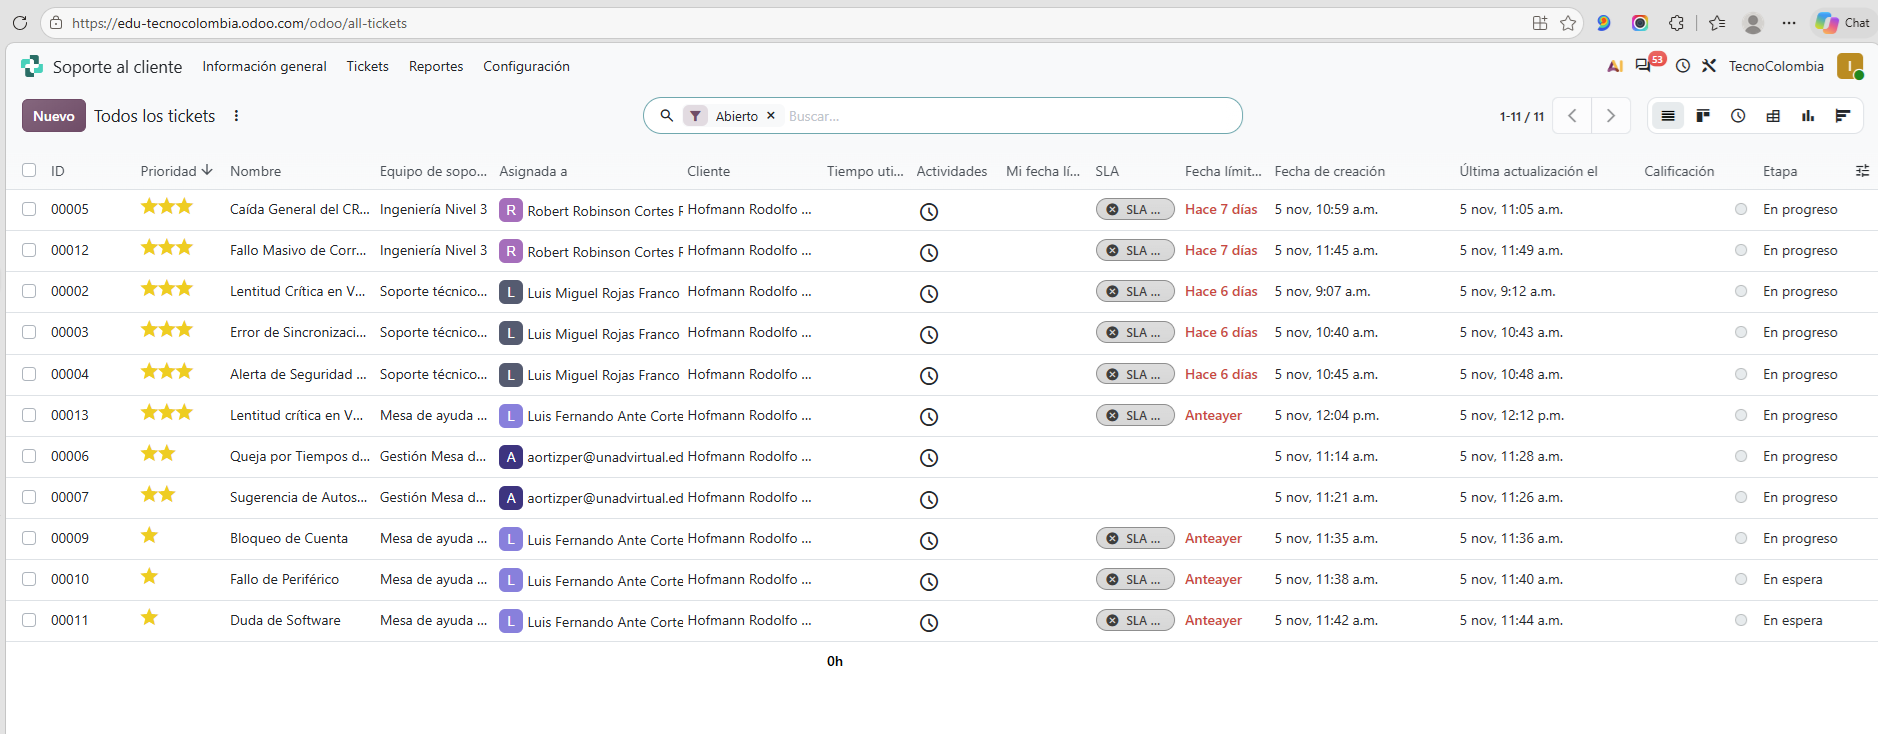 https://edu-tecnocolombia.odoo.com/odoo/all-tickets Chat
Soporte al cliente Información general Tickets Reportes Configuración AI 53 TecnoColombia I
Nuevo Todos los tickets Abierto × Buscar... 1-11 / 11
ID Prioridad Nombre Equipo de sopo... Asignada a Cliente Tiempo uti... Actividades Mi fecha lí... SLA Fecha límit... Fecha de creación Última actualización el Calificación Etapa
00005 Caída General del CR... Ingeniería Nivel 3 R Robert Robinson Cortes Hofmann Rodolfo ... SLA ... Hace 7 días 5 nov, 10:59 a.m. 5 nov, 11:05 a.m. En progreso
00012 Fallo Masivo de Corr... Ingeniería Nivel 3 R Robert Robinson Cortes Hofmann Rodolfo ... SLA ... Hace 7 días 5 nov, 11:45 a.m. 5 nov, 11:49 a.m. En progreso
00002 Lentitud Crítica en V... Soporte técnico... L Luis Miguel Rojas Franco Hofmann Rodolfo ... SLA ... Hace 6 días 5 nov, 9:07 a.m. 5 nov, 9:12 a.m. En progreso
00003 Error de Sincronizaci... Soporte técnico... L Luis Miguel Rojas Franco Hofmann Rodolfo ... SLA ... Hace 6 días 5 nov, 10:40 a.m. 5 nov, 10:43 a.m. En progreso
00004 Alerta de Seguridad ... Soporte técnico... L Luis Miguel Rojas Franco Hofmann Rodolfo ... SLA ... Hace 6 días 5 nov, 10:45 a.m. 5 nov, 10:48 a.m. En progreso
00013 Lentitud crítica en V... Mesa de ayuda ... L Luis Fernando Ante Corte Hofmann Rodolfo ... SLA ... Anteayer 5 nov, 12:04 p.m. 5 nov, 12:12 p.m. En progreso
00006 Queja por Tiempos d... Gestión Mesa d... A aortizper@unadvirtual.ed Hofmann Rodolfo ... 5 nov, 11:14 a.m. 5 nov, 11:28 a.m. En progreso
00007 Sugerencia de Autos... Gestión Mesa d... A aortizper@unadvirtual.ed Hofmann Rodolfo ... 5 nov, 11:21 a.m. 5 nov, 11:26 a.m. En progreso
00009 Bloqueo de Cuenta Mesa de ayuda ... L Luis Fernando Ante Corte Hofmann Rodolfo ... SLA ... Anteayer 5 nov, 11:35 a.m. 5 nov, 11:36 a.m. En progreso
00010 Fallo de Periférico Mesa de ayuda ... L Luis Fernando Ante Corte Hofmann Rodolfo ... SLA ... Anteayer 5 nov, 11:38 a.m. 5 nov, 11:40 a.m. En espera
00011 Duda de Software Mesa de ayuda ... L Luis Fernando Ante Corte Hofmann Rodolfo ... SLA ... Anteayer 5 nov, 11:42 a.m. 5 nov, 11:44 a.m. En espera
0h